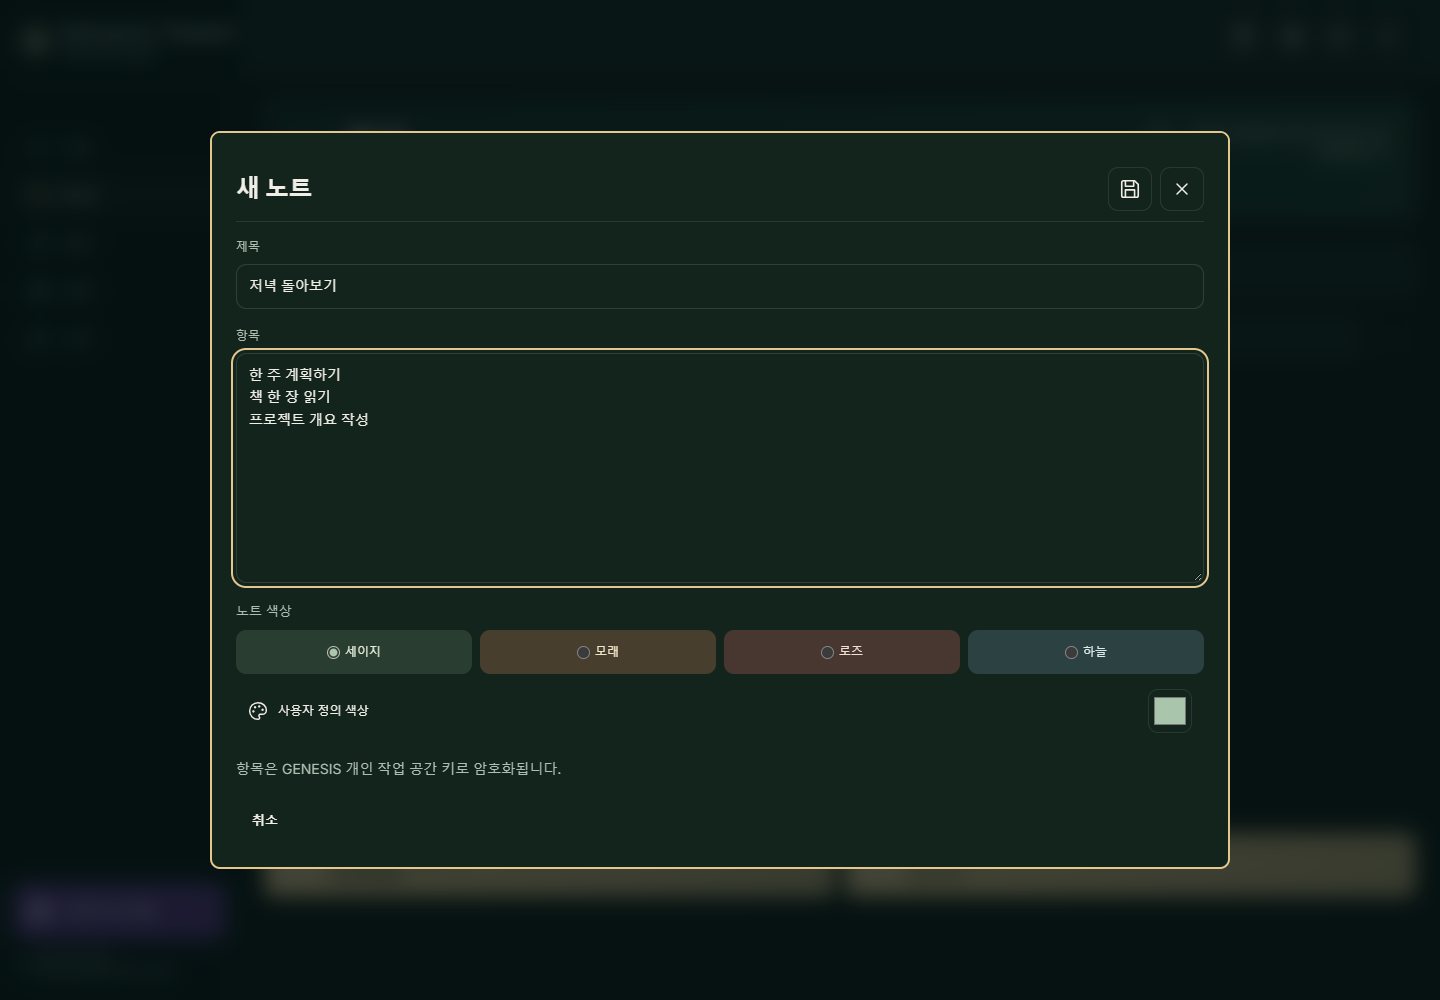 새 노트
제목
저녁 돌아보기
항목
한 주 계획하기
책 한 장 읽기
프로젝트 개요 작성
노트 색상
세이지
모래
로즈
하늘
사용자 정의 색상
항목은 GENESIS 개인 작업 공간 키로 암호화됩니다.
취소